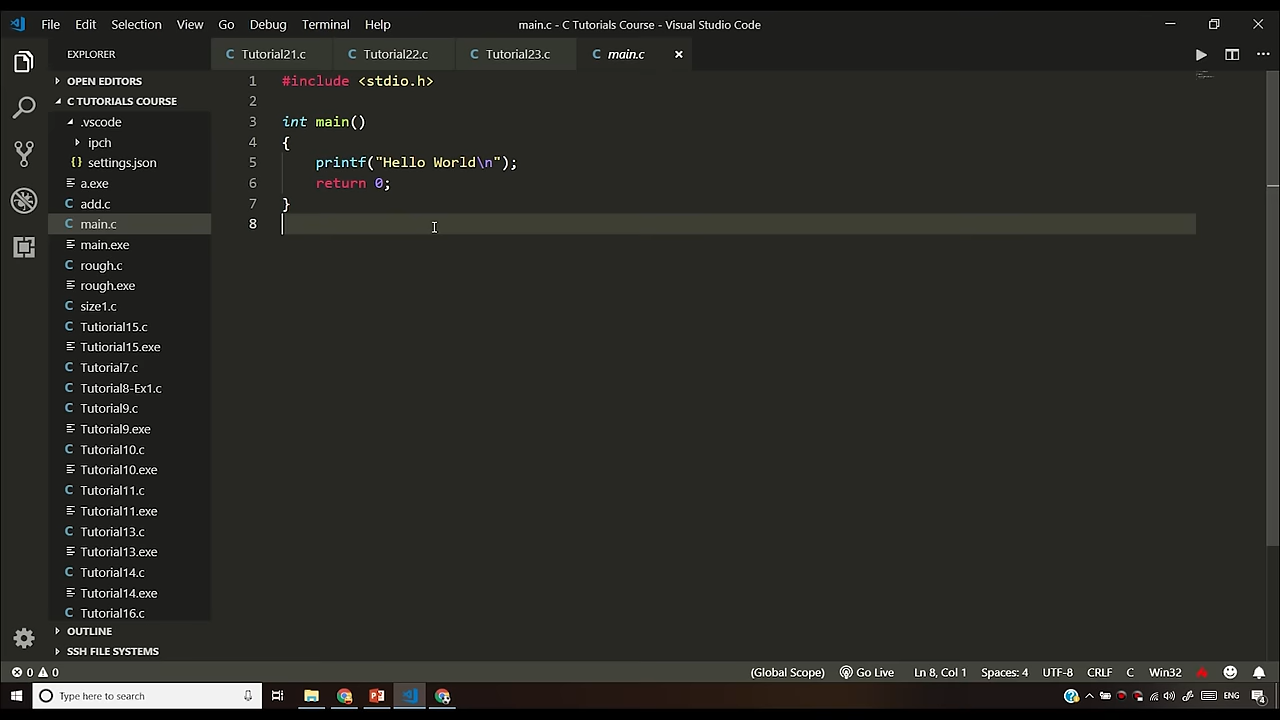 File Edit Selection View Go Debug Terminal Help main.c - C Tutorials Course - Visual Studio Code
EXPLORER
OPEN EDITORS
C TUTORIALS COURSE
.vscode
ipch
{} settings.json
a.exe
C add.c
C main.c
main.exe
C rough.c
rough.exe
C size1.c
C Tutiorial15.c
Tutiorial15.exe
C Tutorial7.c
C Tutorial8-Ex1.c
C Tutorial9.c
Tutorial9.exe
C Tutorial10.c
Tutorial10.exe
C Tutorial11.c
Tutorial11.exe
C Tutorial13.c
Tutorial13.exe
C Tutorial14.c
Tutorial14.exe
C Tutorial16.c
OUTLINE
SSH FILE SYSTEMS
C Tutorial21.c C Tutorial22.c C Tutorial23.c C main.c
1 #include <stdio.h>
2
3 int main()
4 {
5 printf("Hello World\n");
6 return 0;
7 }
8
0 0 (Global Scope) Go Live Ln 8, Col 1 Spaces: 4 UTF-8 CRLF C Win32
Type here to search ENG